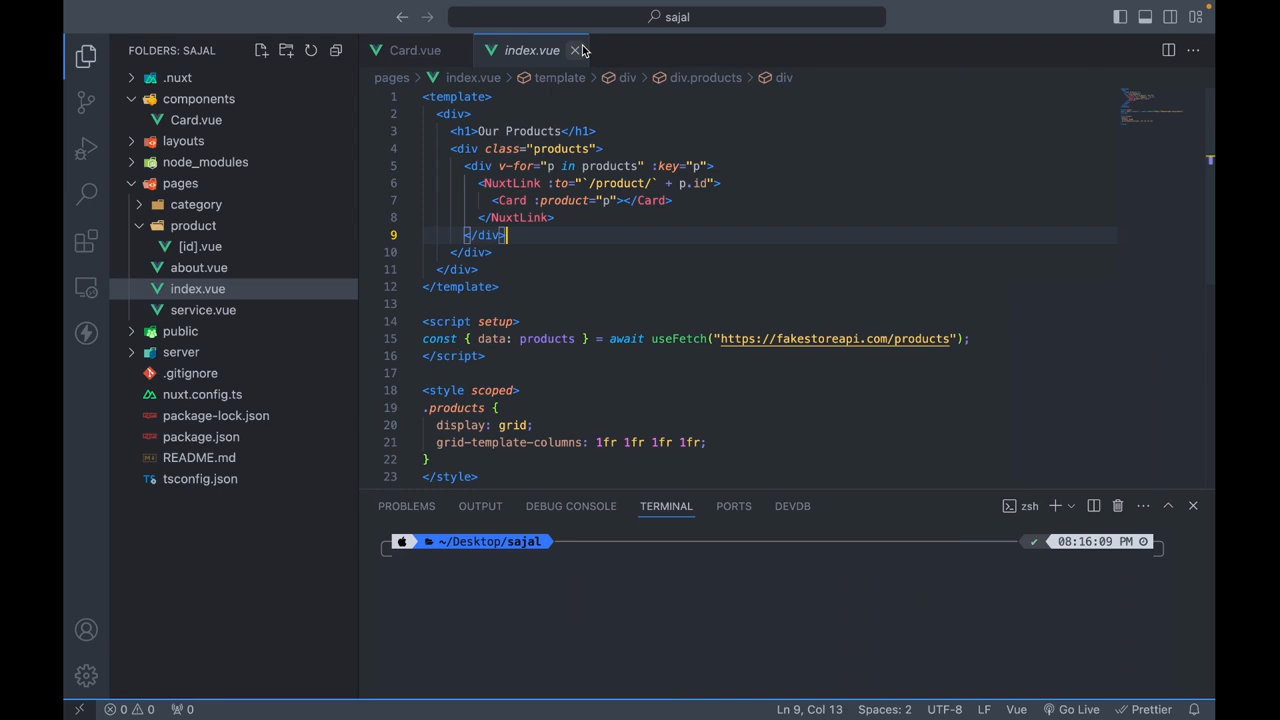 sajal
FOLDERS: SAJAL
.nuxt
components
Card.vue
layouts
node_modules
pages
category
product
[id].vue
about.vue
index.vue
service.vue
public
server
.gitignore
nuxt.config.ts
package-lock.json
package.json
README.md
tsconfig.json
Card.vue
index.vue
pages > index.vue > template > div > div.products > div
1 <template>
2 <div>
3 <h1>Our Products</h1>
4 <div class="products">
5 <div v-for="p in products" :key="p">
6 <NuxtLink :to="`/product/` + p.id">
7 <Card :product="p"></Card>
8 </NuxtLink>
9 </div>
10 </div>
11 </div>
12 </template>
13
14 <script setup>
15 const { data: products } = await useFetch("https://fakestoreapi.com/products");
16 </script>
17
18 <style scoped>
19 .products {
20 display: grid;
21 grid-template-columns: 1fr 1fr 1fr 1fr;
22 }
23 </style>
PROBLEMS OUTPUT DEBUG CONSOLE TERMINAL PORTS DEVDB
zsh
~/Desktop/sajal
08:16:09 PM
0 0 0
Ln 9, Col 13 Spaces: 2 UTF-8 LF Vue Go Live Prettier